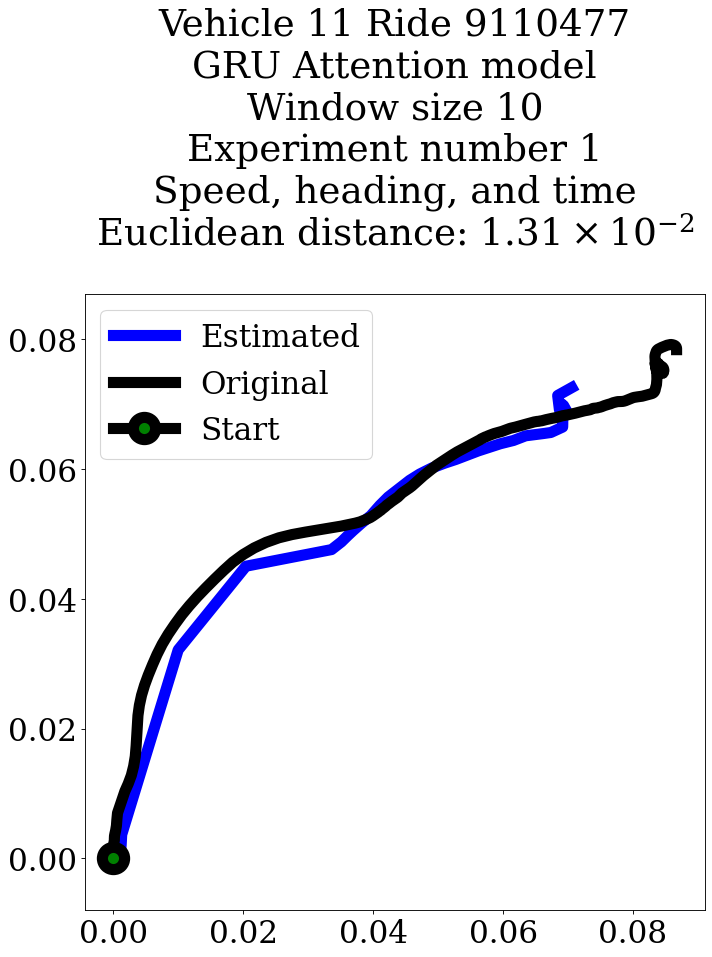 Vehicle 11 Ride 9110477
GRU Attention model
Window size 10
Experiment number 1
Speed, heading, and time
Euclidean distance: 1.31 × 10⁻²
Estimated
Original
Start
0.08
0.06
0.04
0.02
0.00
0.00 0.02 0.04 0.06 0.08